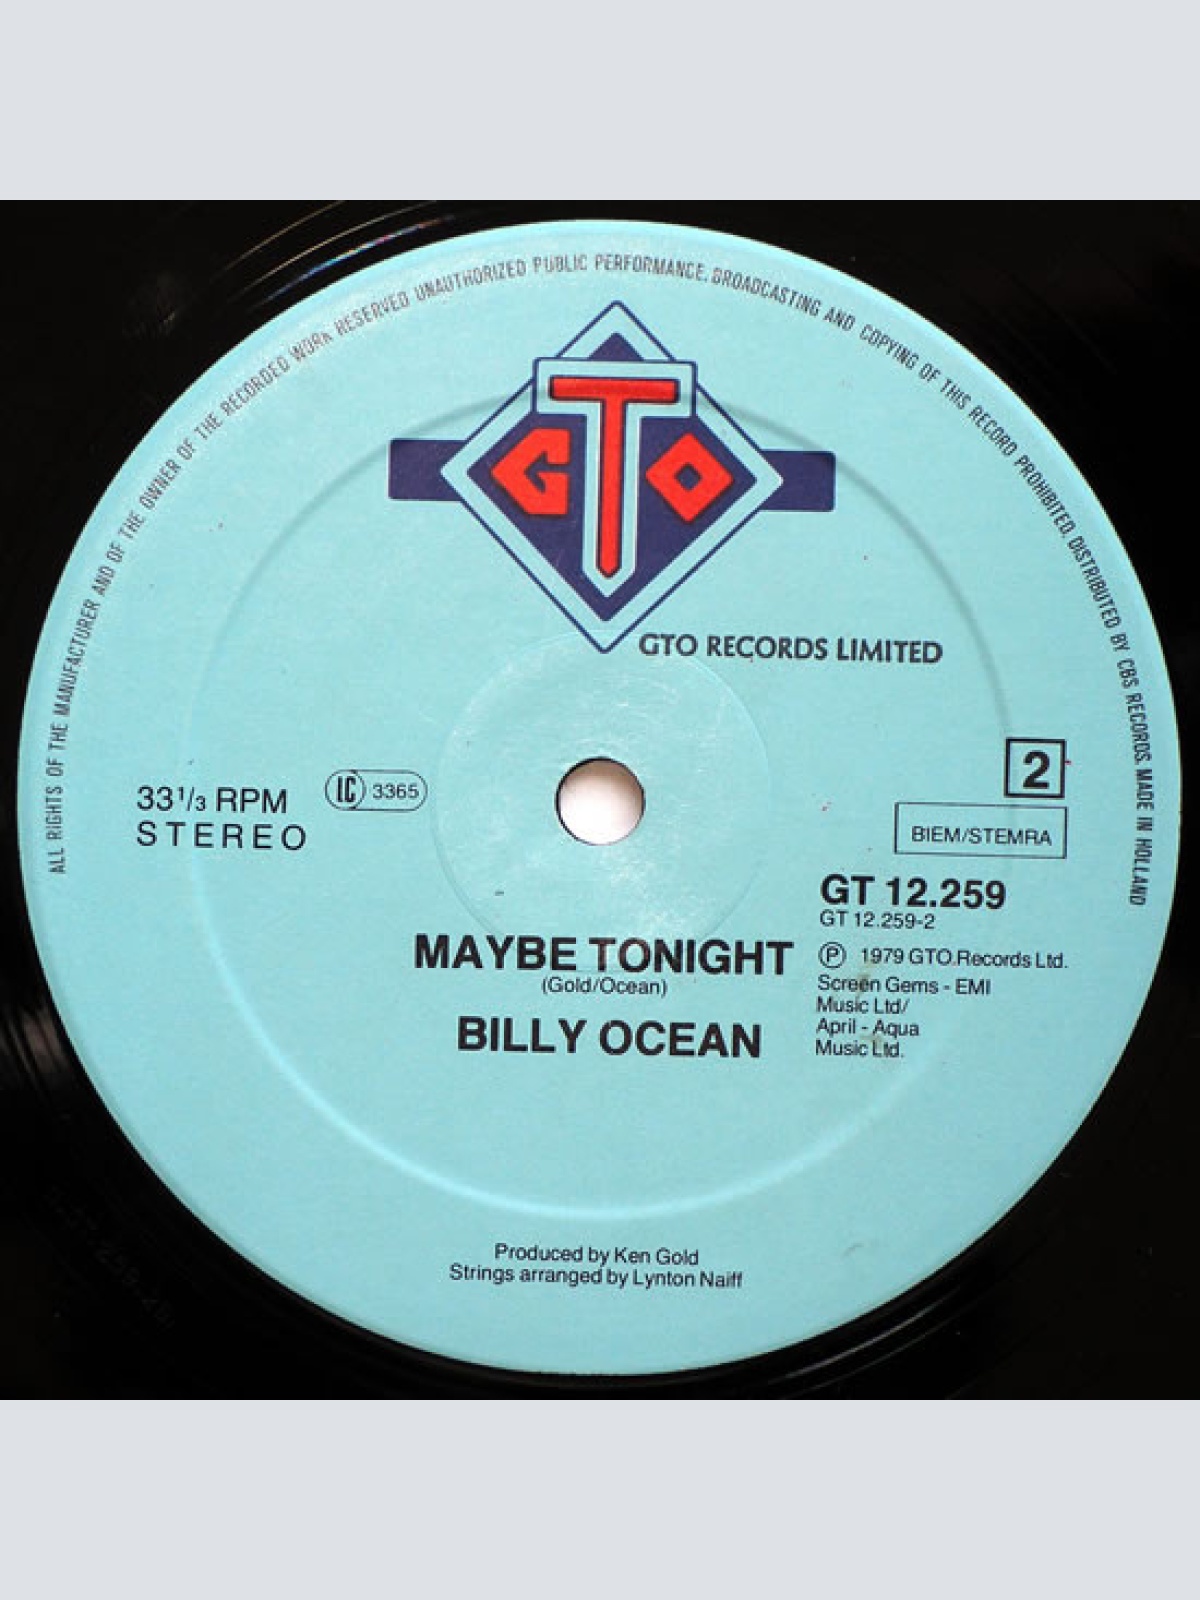 ALL RIGHTS OF THE MANUFACTURER AND OF THE OWNER OF THE RECORDED WORK RESERVED UNAUTHORIZED PUBLIC PERFORMANCE, BROADCASTING AND COPYING OF THIS RECORD PROHIBITED. DISTRIBUTED BY CBS RECORDS. MADE IN HOLLAND
GTO
GTO RECORDS LIMITED
33 1/3 RPM
STEREO
LC 3365
2
BIEM/STEMRA
GT 12.259
GT 12.259-2
℗ 1979 GTO.Records Ltd.
Screen Gems - EMI
Music Ltd/
April - Aqua
Music Ltd.
MAYBE TONIGHT
(Gold/Ocean)
BILLY OCEAN
Produced by Ken Gold
Strings arranged by Lynton Naiff